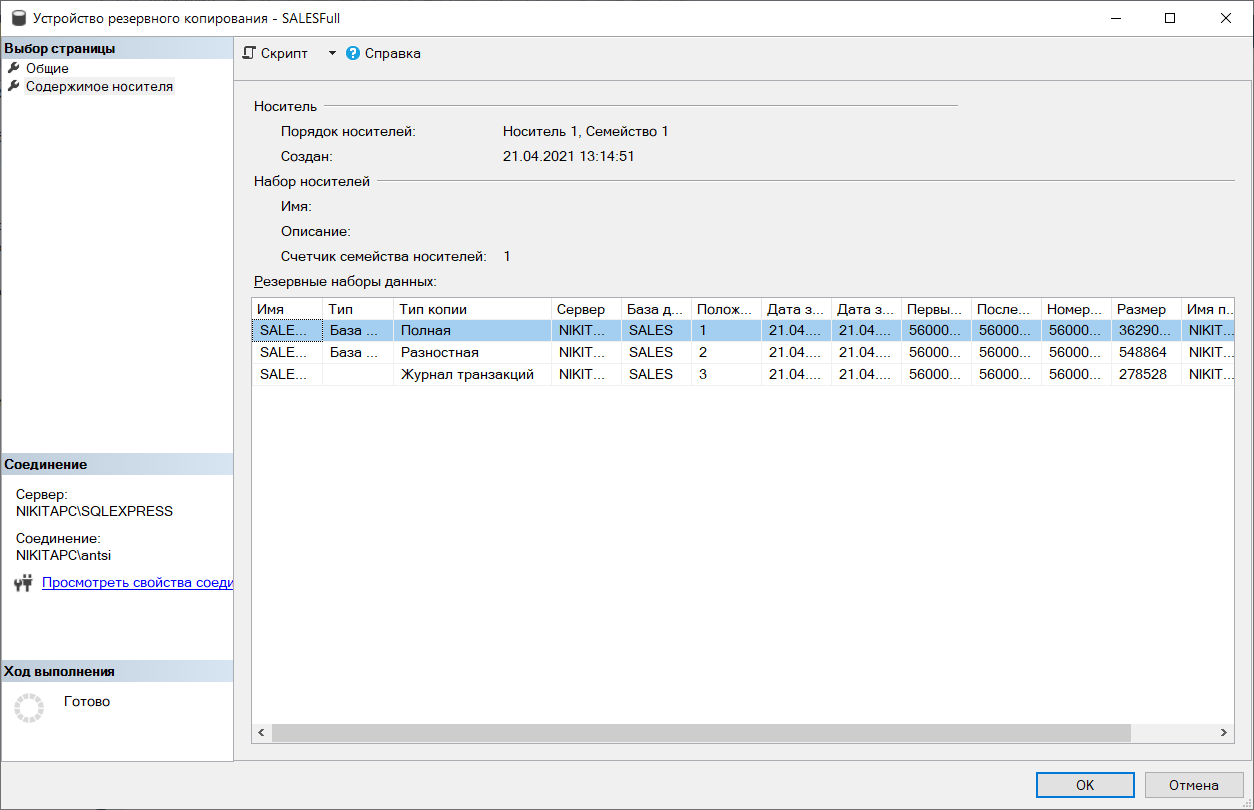 Устройство резервного копирования - SALESFull
Выбор страницы
Общие
Содержимое носителя
Скрипт
Справка
Носитель
Порядок носителей: Носитель 1, Семейство 1
Создан: 21.04.2021 13:14:51
Набор носителей
Имя:
Описание:
Счетчик семейства носителей: 1
Резервные наборы данных:
Имя Тип Тип копии Сервер База д... Полож... Дата з... Дата з... Первы... После... Номер... Размер Имя п...
SALE... База ... Полная NIKIT... SALES 1 21.04.... 21.04.... 56000... 56000... 56000... 36290... NIKIT...
SALE... База ... Разностная NIKIT... SALES 2 21.04.... 21.04.... 56000... 56000... 56000... 548864 NIKIT...
SALE... Журнал транзакций NIKIT... SALES 3 21.04.... 21.04.... 56000... 56000... 56000... 278528 NIKIT...
Соединение
Сервер:
NIKITAPC\SQLEXPRESS
Соединение:
NIKITAPC\antsi
Просмотреть свойства соеди
Ход выполнения
Готово
OK
Отмена